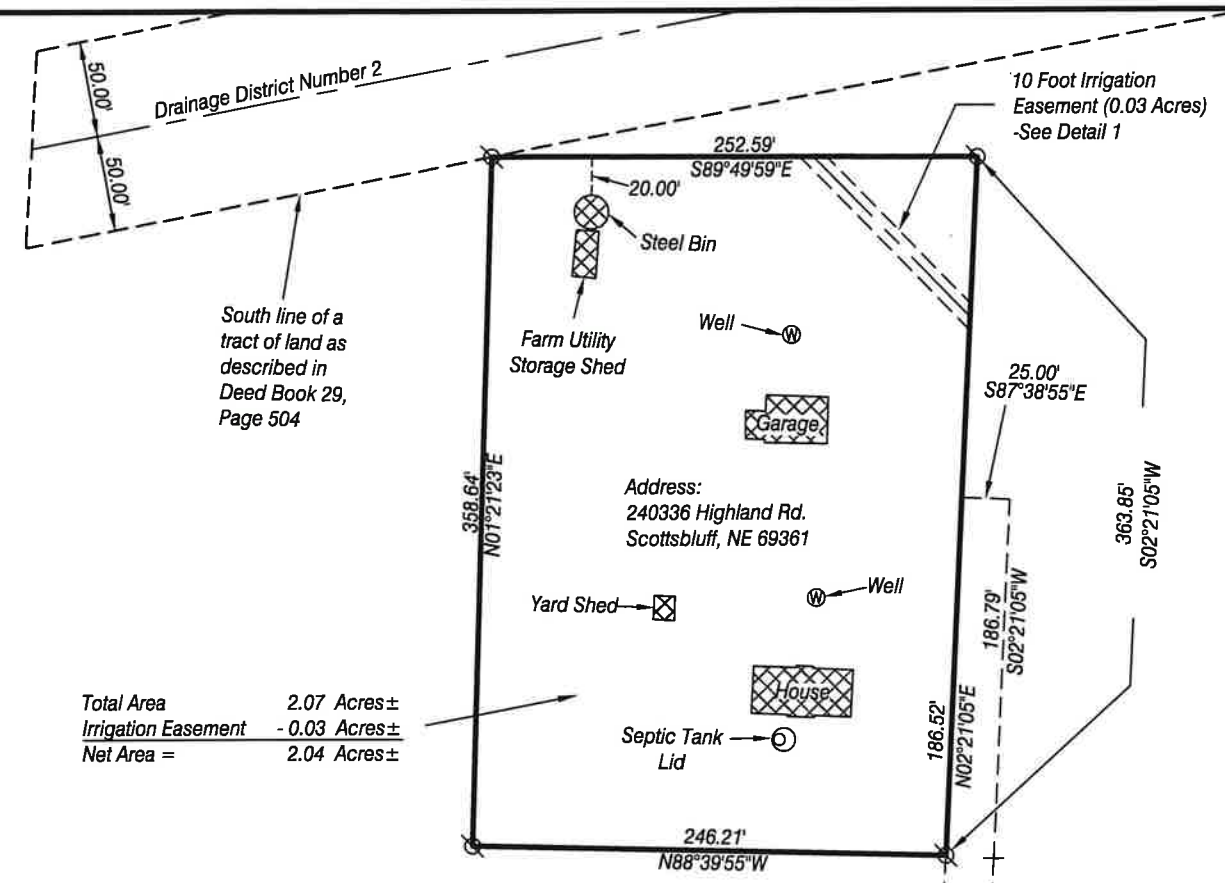 50.00'
50.00'
Drainage District Number 2
10 Foot Irrigation
Easement (0.03 Acres)
-See Detail 1
252.59'
S89°49'59"E
20.00'
Steel Bin
South line of a
tract of land as
described in
Deed Book 29,
Page 504
Farm Utility
Storage Shed
Well
W
25.00'
S87°38'55"E
Garage
358.64'
N01°21'23"E
Address:
240336 Highland Rd.
Scottsbluff, NE 69361
363.85'
S02°21'05"W
Yard Shed
W
Well
186.79'
S02°21'05"W
House
Total Area 2.07 Acres±
Irrigation Easement - 0.03 Acres±
Net Area = 2.04 Acres±
Septic Tank
Lid
186.52'
N02°21'05"E
246.21'
N88°39'55"W